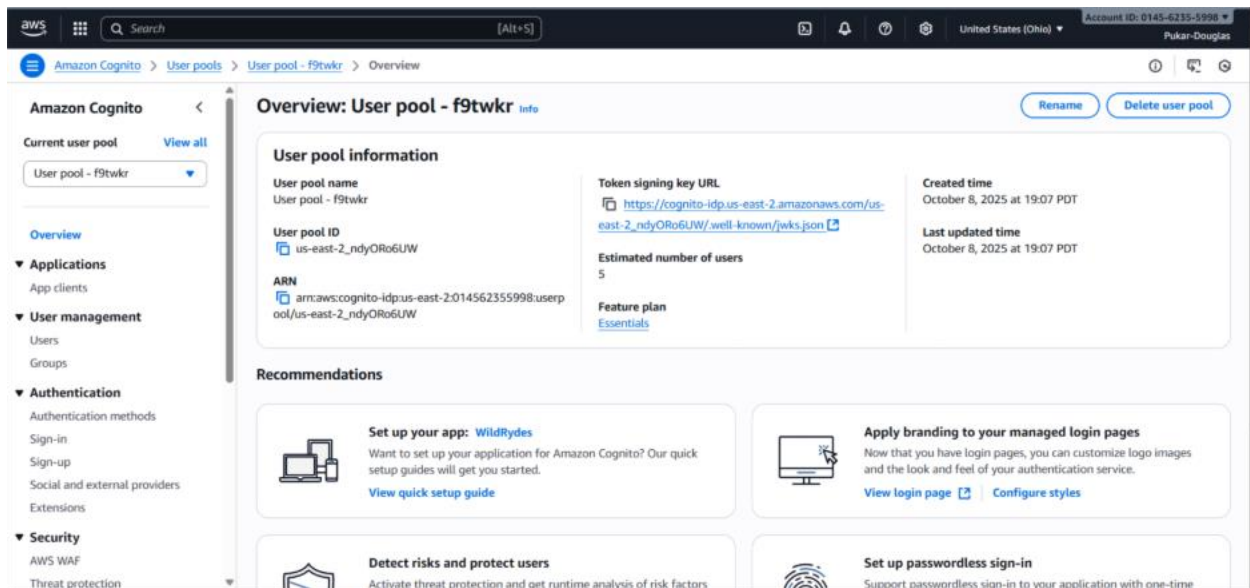 aws
Search
[Alt+S]
United States (Ohio)
Account ID: 0145-6235-5998
Pukar-Douglas
Amazon Cognito > User pools > User pool - f9twkr > Overview
Amazon Cognito
Current user pool View all
User pool - f9twkr
Overview
Applications
App clients
User management
Users
Groups
Authentication
Authentication methods
Sign-in
Sign-up
Social and external providers
Extensions
Security
AWS WAF
Threat protection
Overview: User pool - f9twkr Info
Rename
Delete user pool
User pool information
User pool name
User pool - f9twkr
User pool ID
us-east-2_ndyORo6UW
ARN
arn:aws:cognito-idp:us-east-2:014562355998:userp
ool/us-east-2_ndyORo6UW
Token signing key URL
https://cognito-idp.us-east-2.amazonaws.com/us-
east-2_ndyORo6UW/.well-known/jwks.json
Estimated number of users
5
Feature plan
Essentials
Created time
October 8, 2025 at 19:07 PDT
Last updated time
October 8, 2025 at 19:07 PDT
Recommendations
Set up your app: WildRydes
Want to set up your application for Amazon Cognito? Our quick
setup guides will get you started.
View quick setup guide
Apply branding to your managed login pages
Now that you have login pages, you can customize logo images
and the look and feel of your authentication service.
View login page Configure styles
Detect risks and protect users
Activate threat protection and get runtime analysis of risk factors
Set up passwordless sign-in
Support passwordless sign-in to your application with one-time